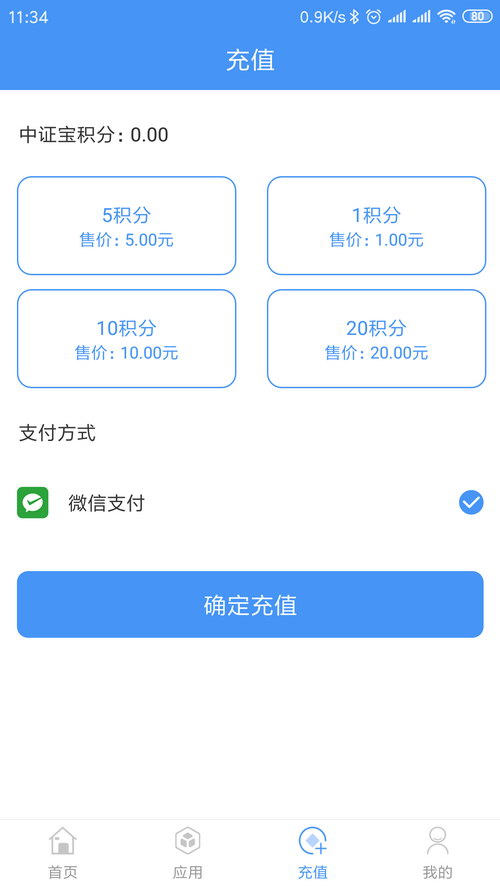 11:34 0.9K/s 80
充值
中证宝积分: 0.00
5积分
售价: 5.00元
1积分
售价: 1.00元
10积分
售价: 10.00元
20积分
售价: 20.00元
支付方式
微信支付
确定充值
首页 应用 充值 我的